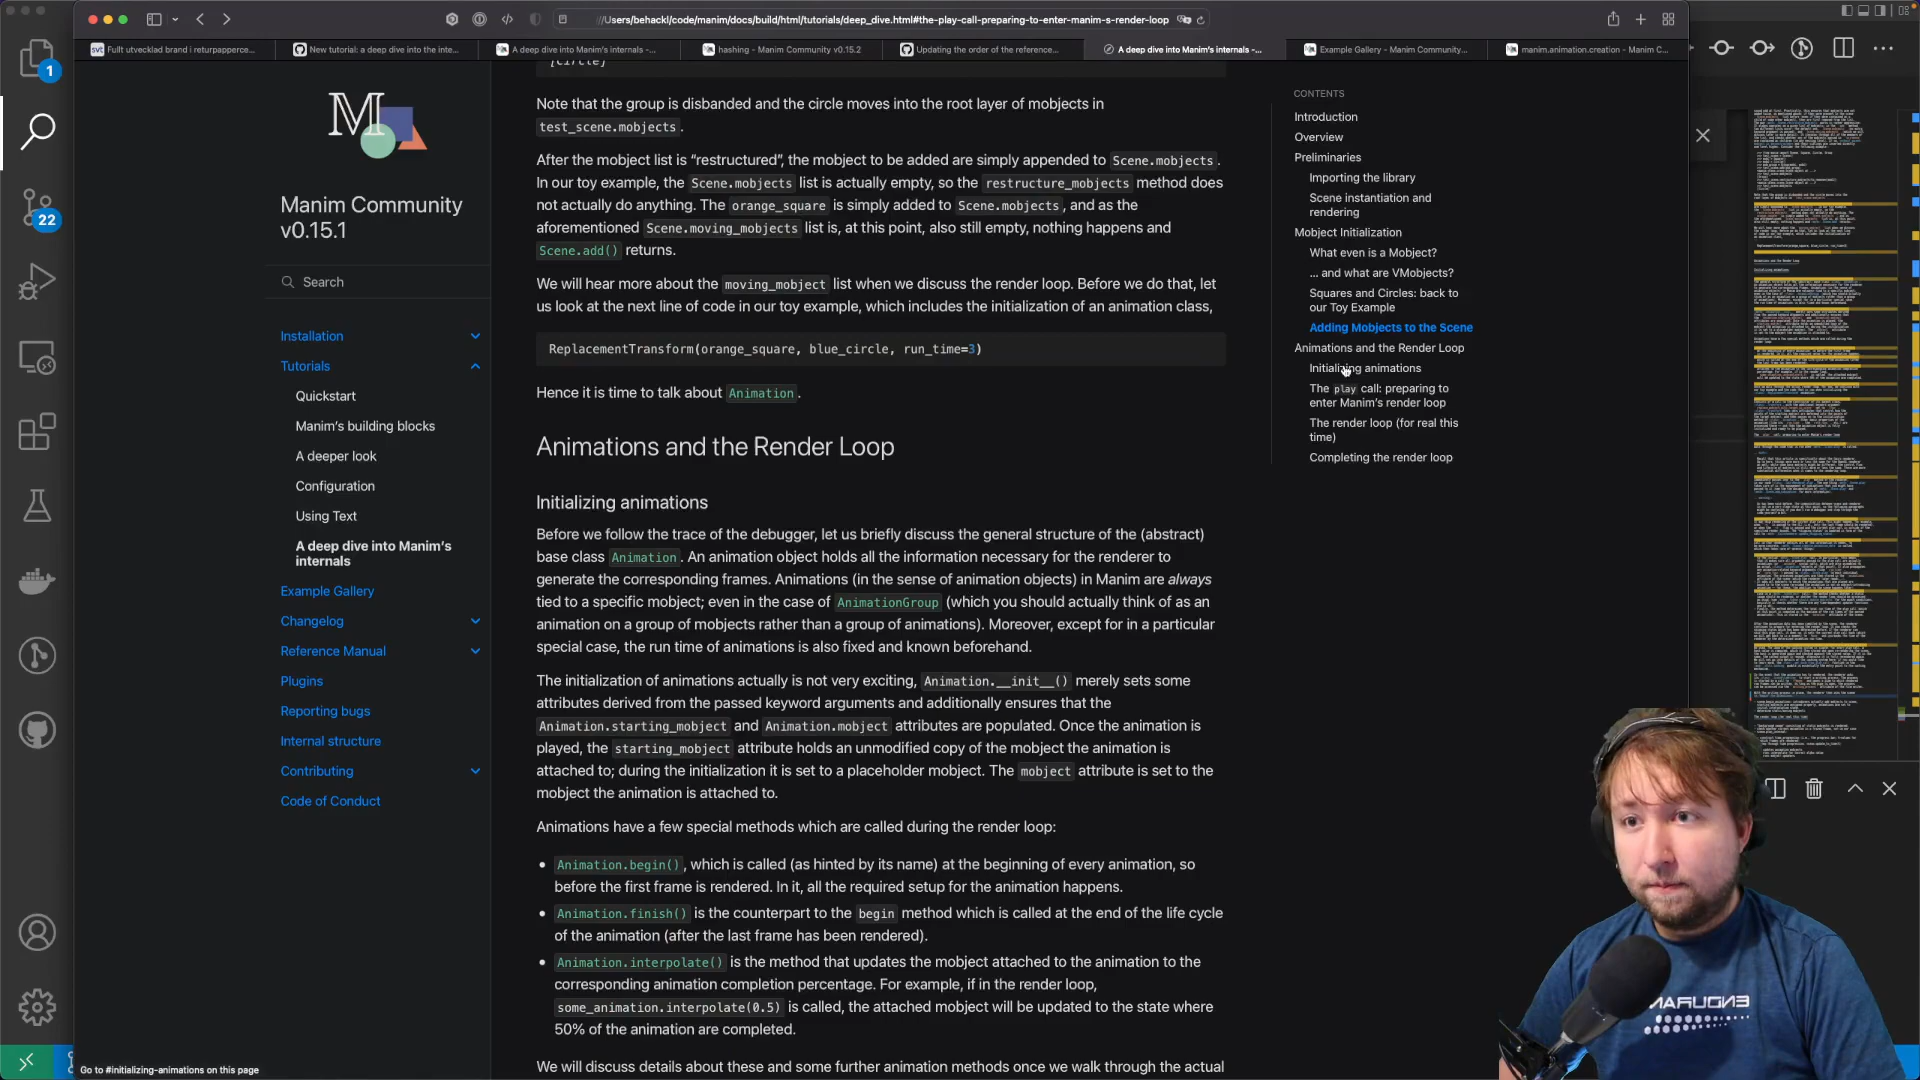 /Users/behackl/code/manim/docs/build/html/tutorials/deep_dive.html#the-play-call-preparing-to-enter-manim-s-render-loop
Fullt utvecklad brand i returpapperce...
New tutorial: a deep dive into the inte...
A deep dive into Manim's internals -...
hashing - Manim Community v0.15.2
Updating the order of the reference...
A deep dive into Manim's internals -...
Example Gallery - Manim Community...
manim.animation.creation - Manim C...
1
22
M
Manim Community
v0.15.1
Search
Installation
Tutorials
Quickstart
Manim's building blocks
A deeper look
Configuration
Using Text
A deep dive into Manim's
internals
Example Gallery
Changelog
Reference Manual
Plugins
Reporting bugs
Internal structure
Contributing
Code of Conduct
[Circle]
Note that the group is disbanded and the circle moves into the root layer of mobjects in
test_scene.mobjects.
After the mobject list is “restructured”, the mobject to be added are simply appended to Scene.mobjects.
In our toy example, the Scene.mobjects list is actually empty, so the restructure_mobjects method does
not actually do anything. The orange_square is simply added to Scene.mobjects, and as the
aforementioned Scene.moving_mobjects list is, at this point, also still empty, nothing happens and
Scene.add() returns.
We will hear more about the moving_mobject list when we discuss the render loop. Before we do that, let
us look at the next line of code in our toy example, which includes the initialization of an animation class,
ReplacementTransform(orange_square, blue_circle, run_time=3)
Hence it is time to talk about Animation.
Animations and the Render Loop
Initializing animations
Before we follow the trace of the debugger, let us briefly discuss the general structure of the (abstract)
base class Animation. An animation object holds all the information necessary for the renderer to
generate the corresponding frames. Animations (in the sense of animation objects) in Manim are always
tied to a specific mobject; even in the case of AnimationGroup (which you should actually think of as an
animation on a group of mobjects rather than a group of animations). Moreover, except for in a particular
special case, the run time of animations is also fixed and known beforehand.
The initialization of animations actually is not very exciting, Animation.__init__() merely sets some
attributes derived from the passed keyword arguments and additionally ensures that the
Animation.starting_mobject and Animation.mobject attributes are populated. Once the animation is
played, the starting_mobject attribute holds an unmodified copy of the mobject the animation is
attached to; during the initialization it is set to a placeholder mobject. The mobject attribute is set to the
mobject the animation is attached to.
Animations have a few special methods which are called during the render loop:
• Animation.begin(), which is called (as hinted by its name) at the beginning of every animation, so
before the first frame is rendered. In it, all the required setup for the animation happens.
• Animation.finish() is the counterpart to the begin method which is called at the end of the life cycle
of the animation (after the last frame has been rendered).
• Animation.interpolate() is the method that updates the mobject attached to the animation to the
corresponding animation completion percentage. For example, if in the render loop,
some_animation.interpolate(0.5) is called, the attached mobject will be updated to the state where
50% of the animation are completed.
We will discuss details about these and some further animation methods once we walk through the actual
CONTENTS
Introduction
Overview
Preliminaries
Importing the library
Scene instantiation and
rendering
Mobject Initialization
What even is a Mobject?
... and what are VMobjects?
Squares and Circles: back to
our Toy Example
Adding Mobjects to the Scene
Animations and the Render Loop
Initializing animations
The play call: preparing to
enter Manim's render loop
The render loop (for real this
time)
Completing the render loop
Go to #initializing-animations on this page
ENDURAN